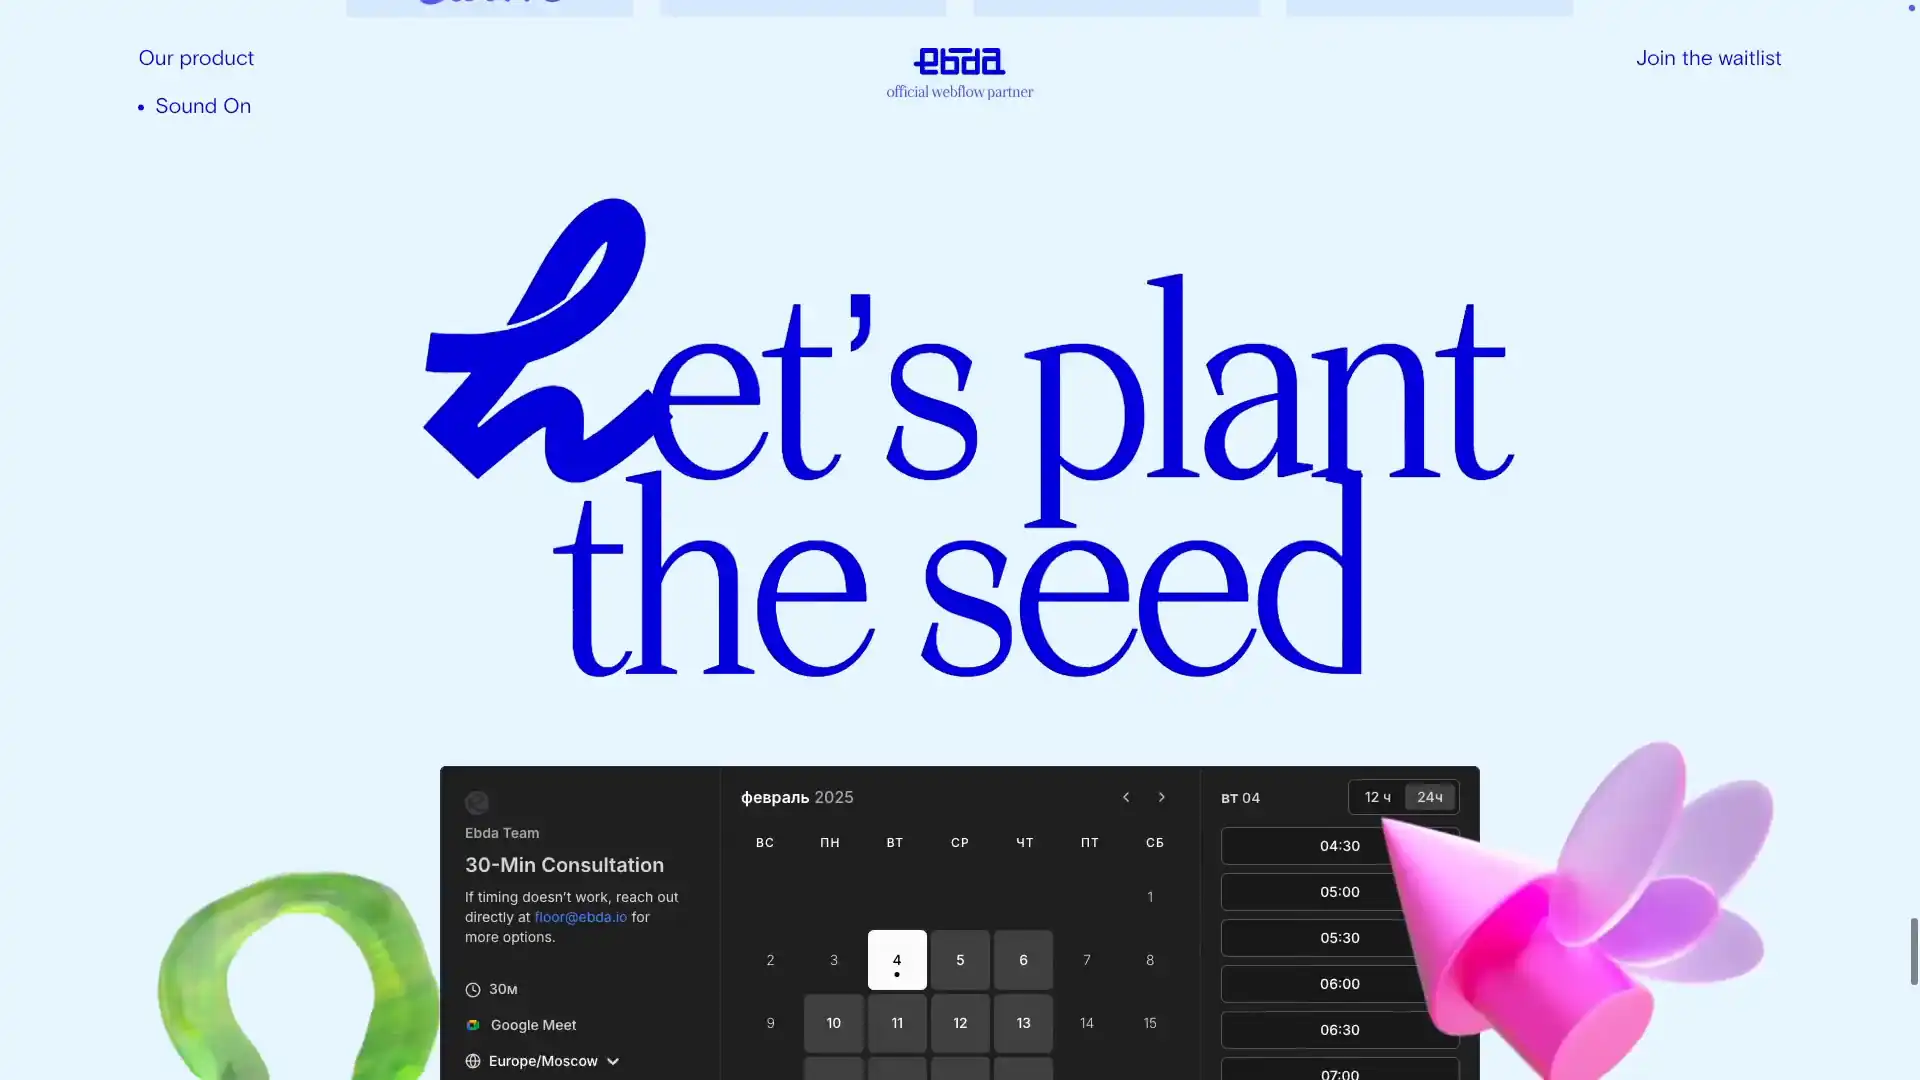 Our product
ebda
Join the waitlist
official webflow partner
Sound On
Let’s plant
the seed
Ebda Team
30-Min Consultation
If timing doesn’t work, reach out
directly at floor@ebda.io for
more options.
30м
Google Meet
Europe/Moscow
февраль 2025
ВС ПН ВТ СР ЧТ ПТ СБ
1
2 3 4 5 6 7 8
9 10 11 12 13 14 15
вт 04
12 ч 24ч
04:30
05:00
05:30
06:00
06:30
07:00